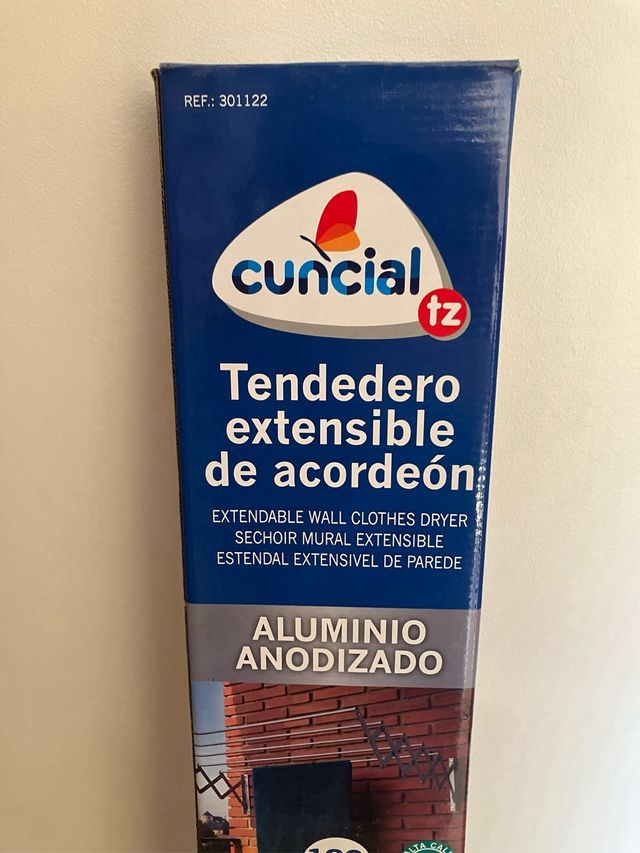 REF.: 301122
cuncial
tz
Tendedero
extensible
de acordeón
EXTENDABLE WALL CLOTHES DRYER
SECHOIR MURAL EXTENSIBLE
ESTENDAL EXTENSIVEL DE PAREDE
ALUMINIO
ANODIZADO